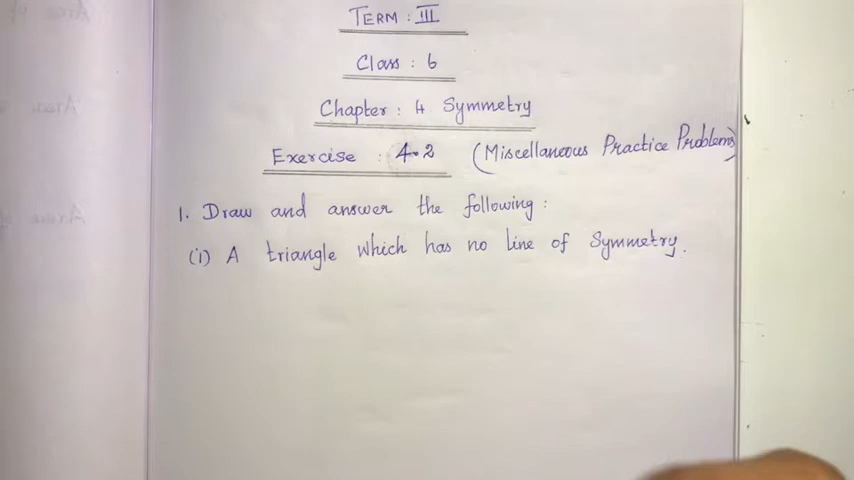 TERM : III
Class : 6
Chapter : 4 Symmetry
Exercise : 4.2 (Miscellaneous Practice Problems)
1. Draw and answer the following :
(i) A triangle which has no line of Symmetry.